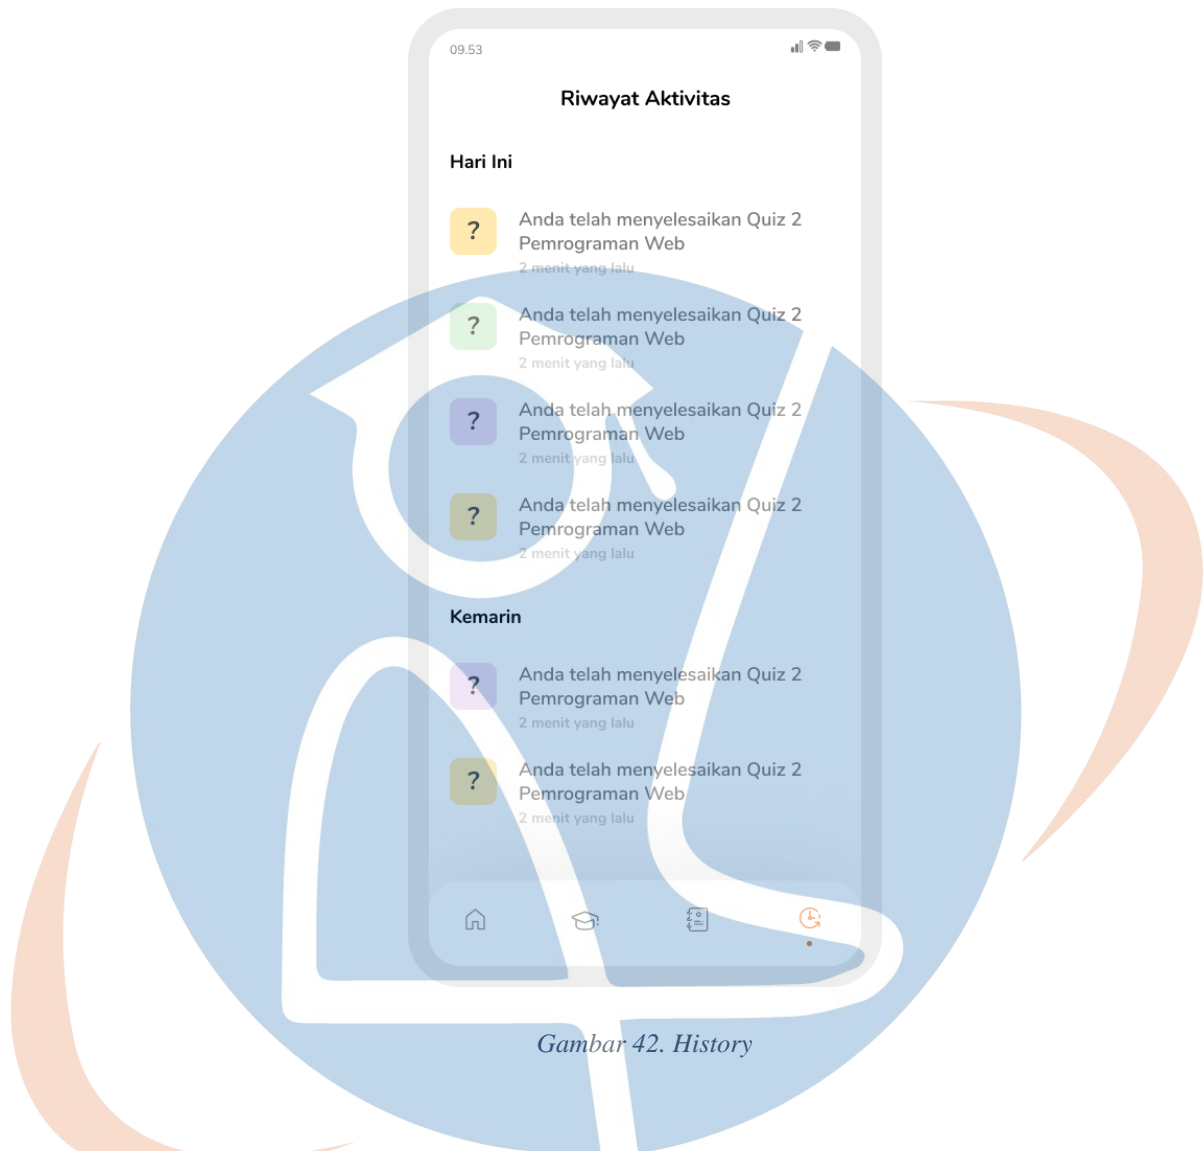 09.53
Riwayat Aktivitas
Hari Ini
?
Anda telah menyelesaikan Quiz 2
Pemrograman Web
2 menit yang lalu
?
Anda telah menyelesaikan Quiz 2
Pemrograman Web
2 menit yang lalu
?
Anda telah menyelesaikan Quiz 2
Pemrograman Web
2 menit yang lalu
?
Anda telah menyelesaikan Quiz 2
Pemrograman Web
2 menit yang lalu
Kemarin
?
Anda telah menyelesaikan Quiz 2
Pemrograman Web
2 menit yang lalu
?
Anda telah menyelesaikan Quiz 2
Pemrograman Web
2 menit yang lalu
Gambar 42. History